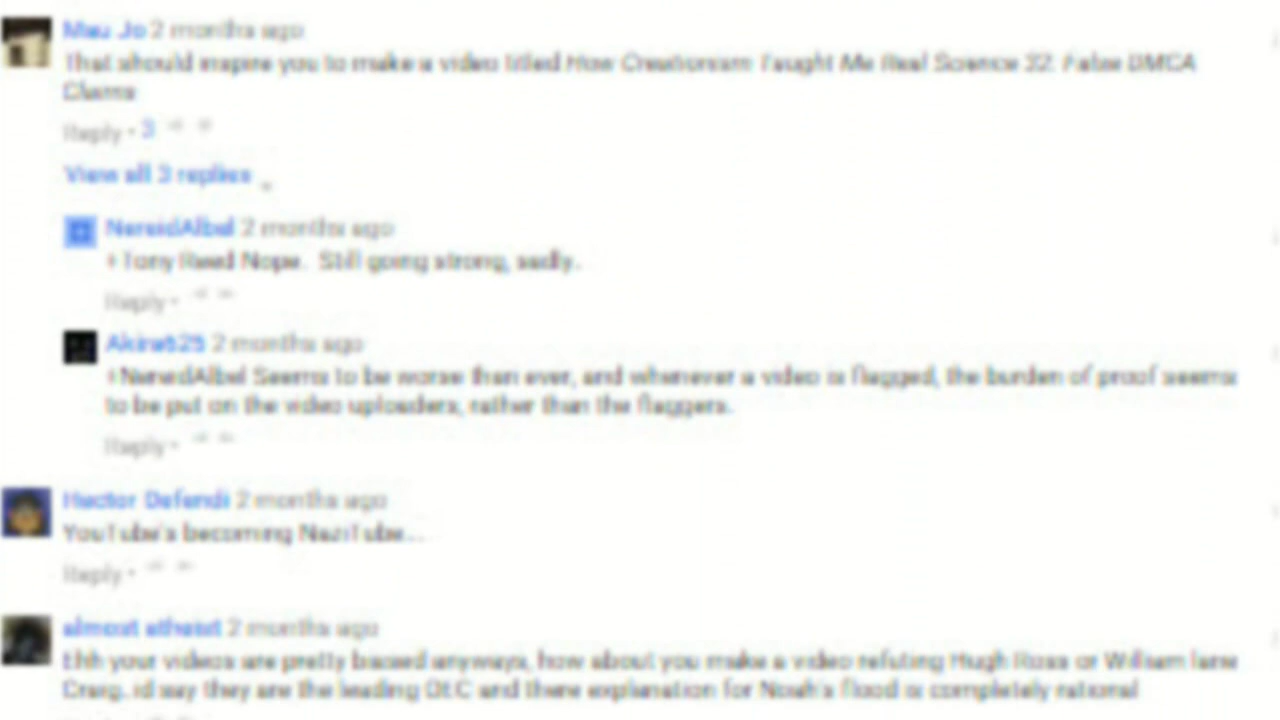 Mau Jo 2 months ago
That should inspire you to make a video titled How Creationism Taught Me Real Science 32: False DMCA
Claims
Reply • 3
View all 3 replies
NereidAlbel 2 months ago
+Tony Reed Nope. Still going strong, sadly.
Reply •
Akira625 2 months ago
+NereidAlbel Seems to be worse than ever, and whenever a video is flagged, the burden of proof seems
to be put on the video uploaders, rather than the flaggers.
Reply •
Hector Defendi 2 months ago
YouTube's becoming NaziTube...
Reply •
almost atheist 2 months ago
Ehh your videos are pretty biased anyways, how about you make a video refuting Hugh Ross or William lane
Craig, id say they are the leading OEC and there explanation for Noah's flood is completely rational